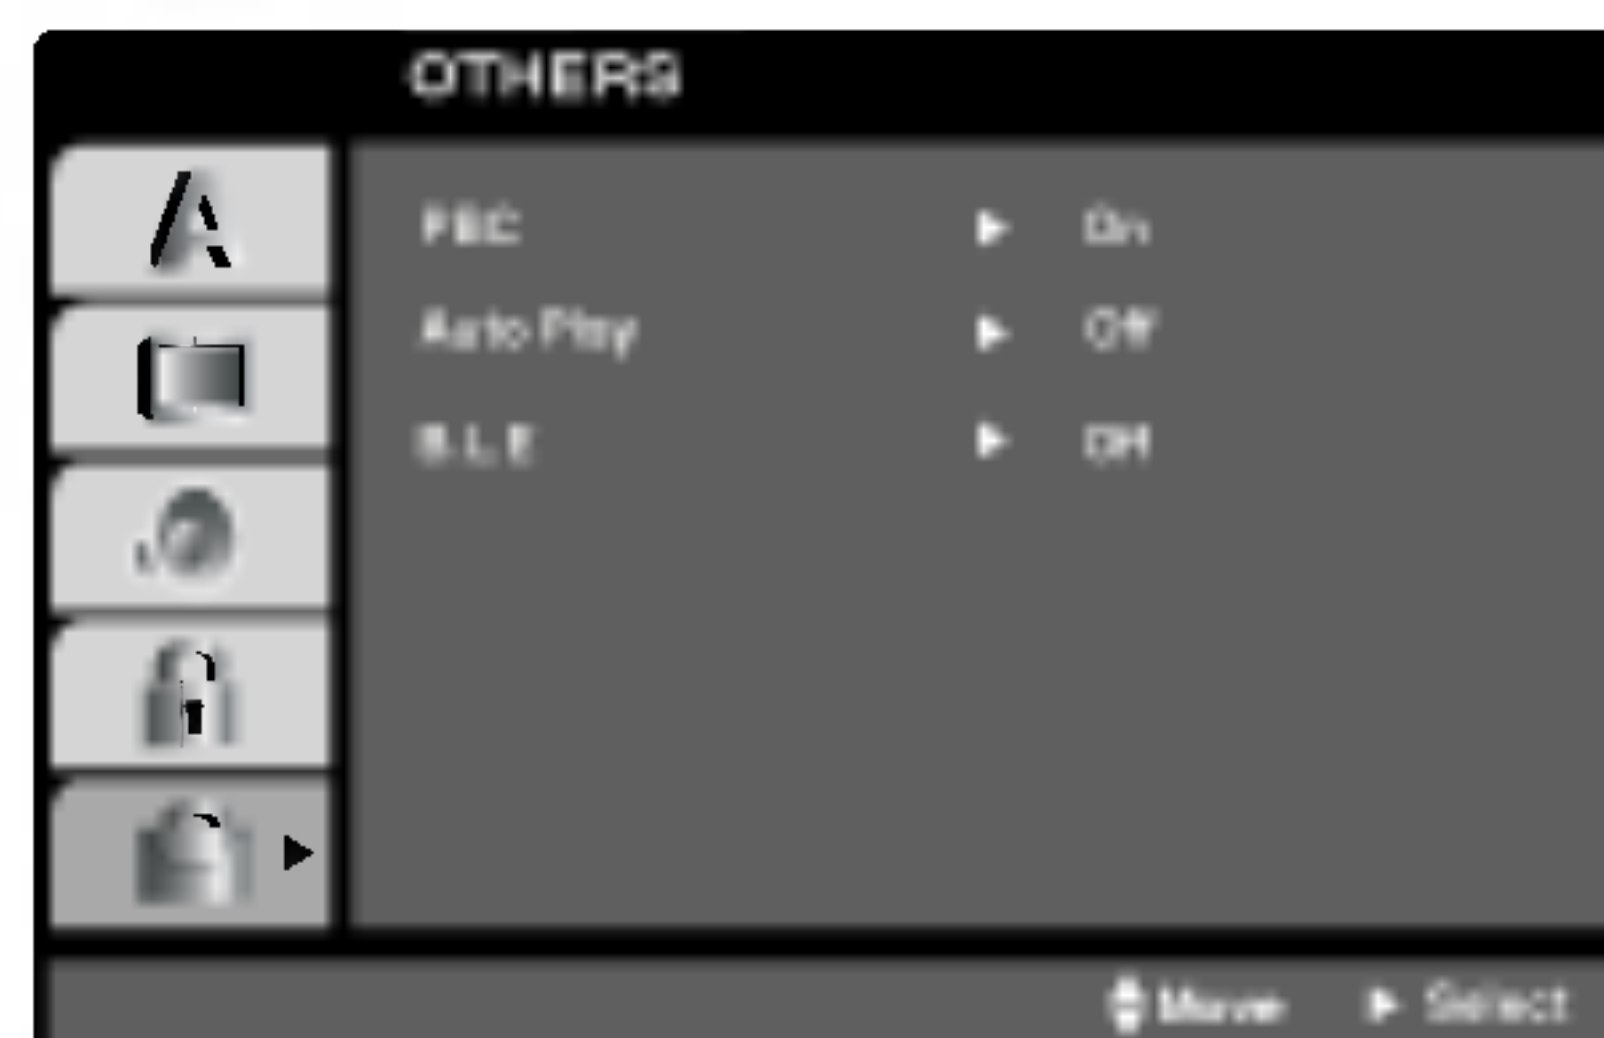 OTHERS
PBC ▶ On
Auto Play ▶ Off
B.L.E ▶ Off
Move ▶ Select